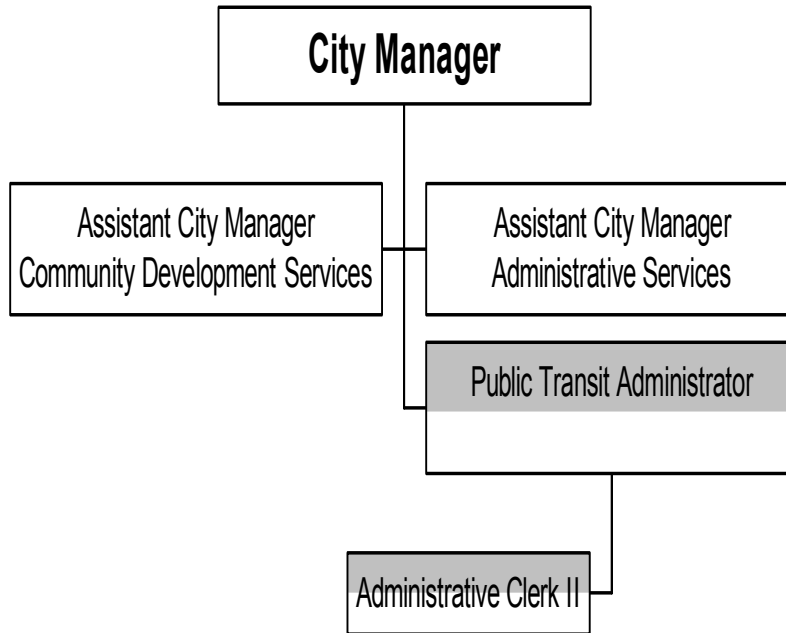 City Manager
Assistant City Manager
Community Development Services
Assistant City Manager
Administrative Services
Public Transit Administrator
Administrative Clerk II